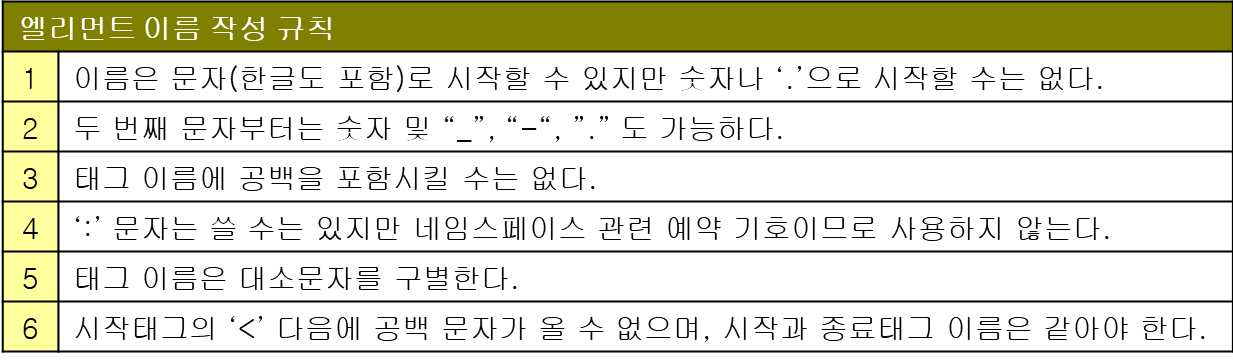 엘리먼트 이름 작성 규칙
1 이름은 문자(한글도 포함)로 시작할 수 있지만 숫자나 ‘.’으로 시작할 수는 없다.
2 두 번째 문자부터는 숫자 및 “_”, “-“, ”.” 도 가능하다.
3 태그 이름에 공백을 포함시킬 수는 없다.
4 ‘:’ 문자는 쓸 수는 있지만 네임스페이스 관련 예약 기호이므로 사용하지 않는다.
5 태그 이름은 대소문자를 구별한다.
6 시작태그의 ‘<’ 다음에 공백 문자가 올 수 없으며, 시작과 종료태그 이름은 같아야 한다.